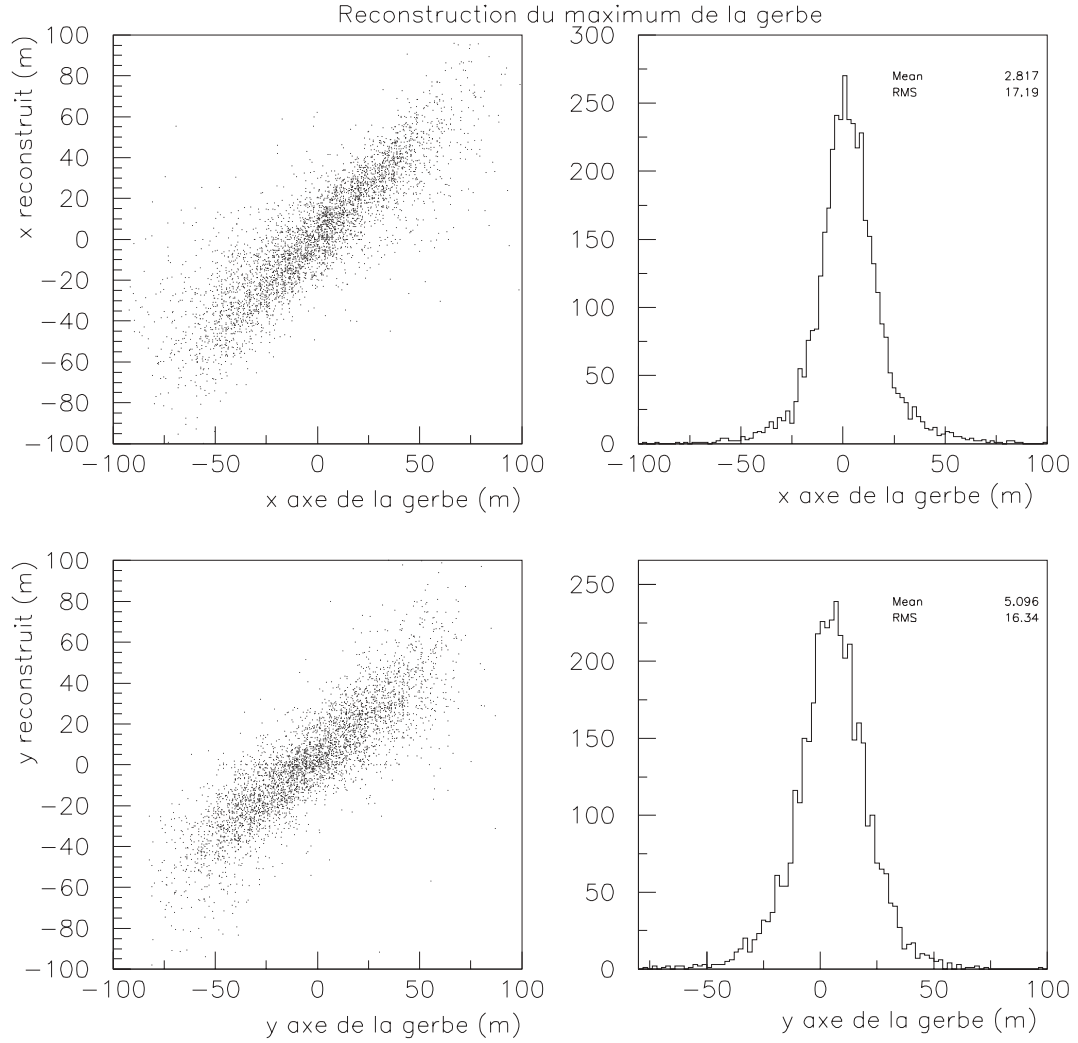 Reconstruction du maximum de la gerbe
x reconstruit (m)
100
80
60
40
20
0
−20
−40
−60
−80
−100
−100 −50 0 50 100
x axe de la gerbe (m)
300
250
200
150
100
50
0
Mean 2.817
RMS 17.19
−100 −50 0 50 100
x axe de la gerbe (m)
y reconstruit (m)
100
80
60
40
20
0
−20
−40
−60
−80
−100
−100 −50 0 50 100
y axe de la gerbe (m)
250
200
150
100
50
0
Mean 5.096
RMS 16.34
−50 0 50 100
y axe de la gerbe (m)